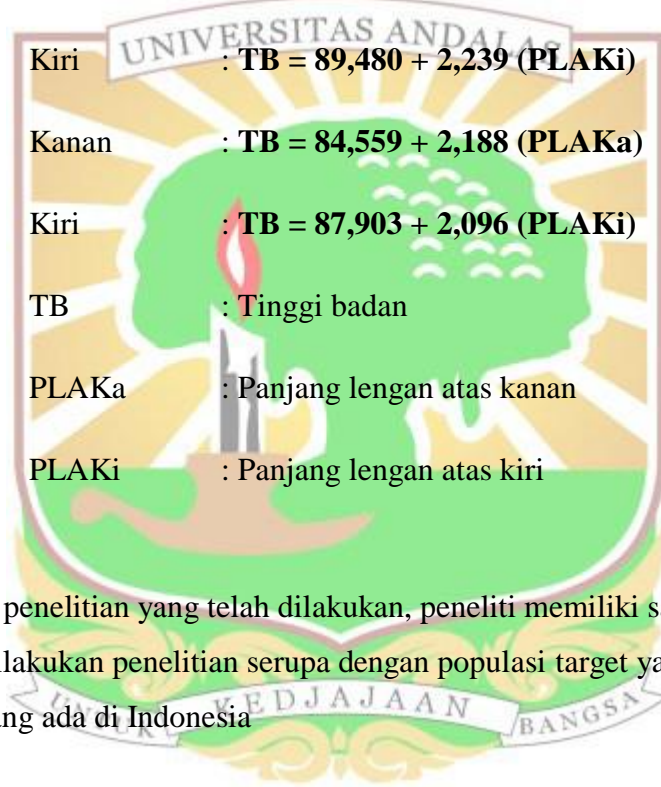 UNIVERSITAS ANDALAS
Kiri : TB = 89,480 + 2,239 (PLAKi)
Kanan : TB = 84,559 + 2,188 (PLAKa)
Kiri : TB = 87,903 + 2,096 (PLAKi)
TB : Tinggi badan
PLAKa : Panjang lengan atas kanan
PLAKi : Panjang lengan atas kiri
penelitian yang telah dilakukan, peneliti memiliki
lakukan penelitian serupa dengan populasi target
ang ada di Indonesia
UNTUK KEDJAJAAN BANGSA